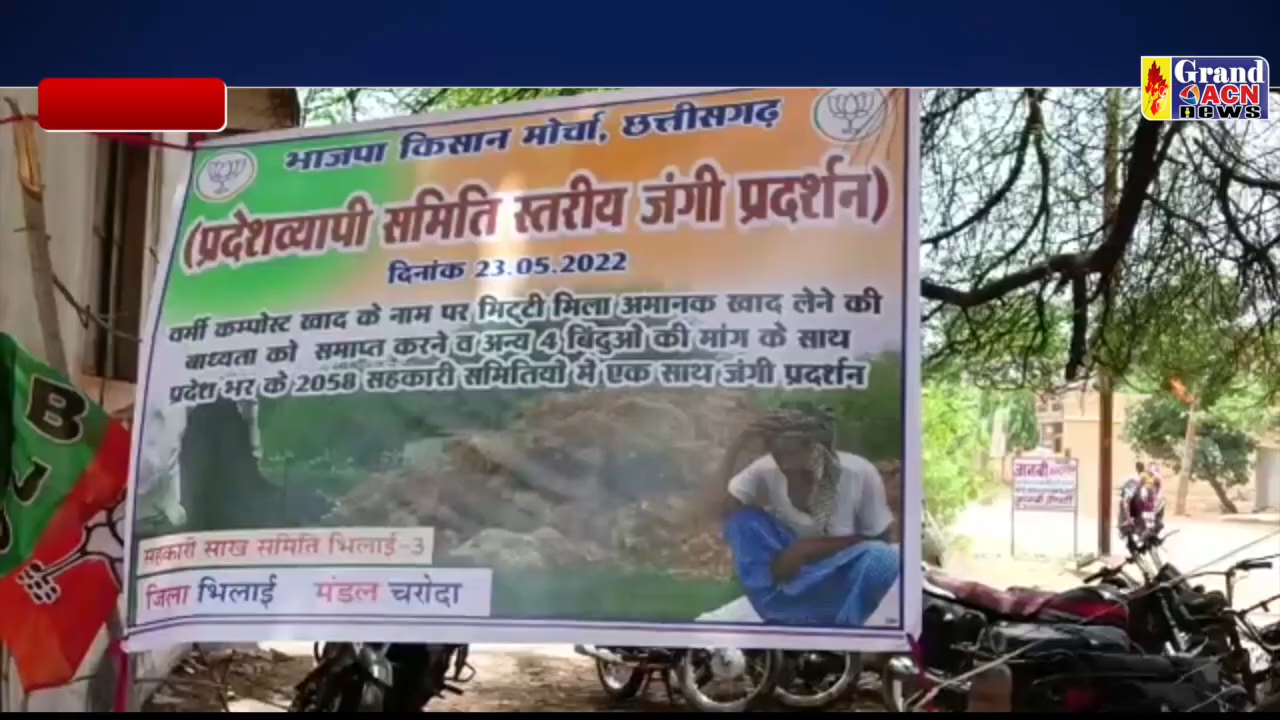 Grand
ACN
news
भाजपा किसान मोर्चा, छत्तीसगढ़
(प्रदेशव्यापी समिति स्तरीय जंगी प्रदर्शन)
दिनांक 23.05.2022
वर्मी कम्पोस्ट खाद के नाम पर मिट्टी मिला अमानक खाद लेने की
बाध्यता को समाप्त करने व अन्य 4 बिंदुओ की मांग के साथ
प्रदेश भर के 2058 सहकारी समितियों में एक साथ जंगी प्रदर्शन
सहकारी साख समिति भिलाई-3
जिला भिलाई मंडल चरोदा
BJP